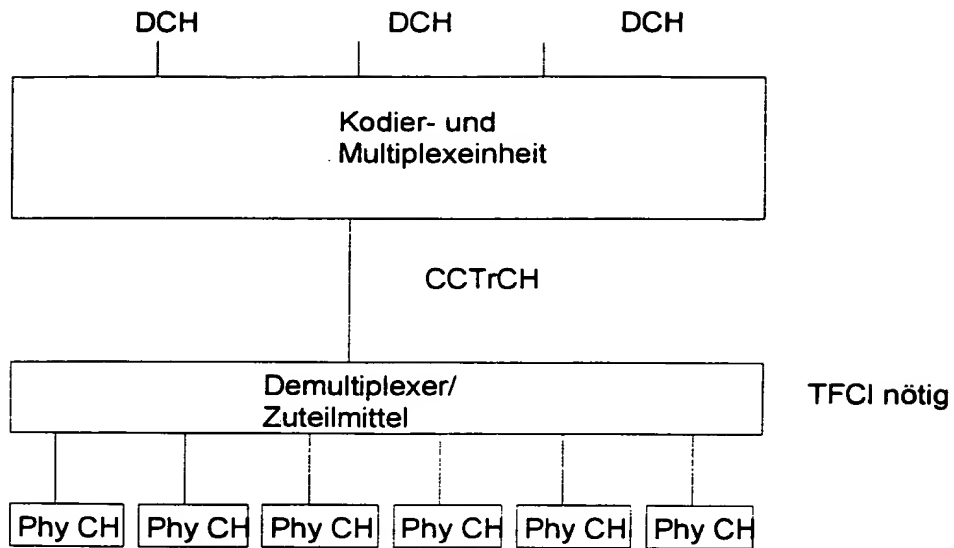 DCH DCH DCH
Kodier- und
Multiplexeinheit
CCTrCH
Demultiplexer/
Zuteilmittel
TFCI nötig
Phy CH Phy CH Phy CH Phy CH Phy CH Phy CH